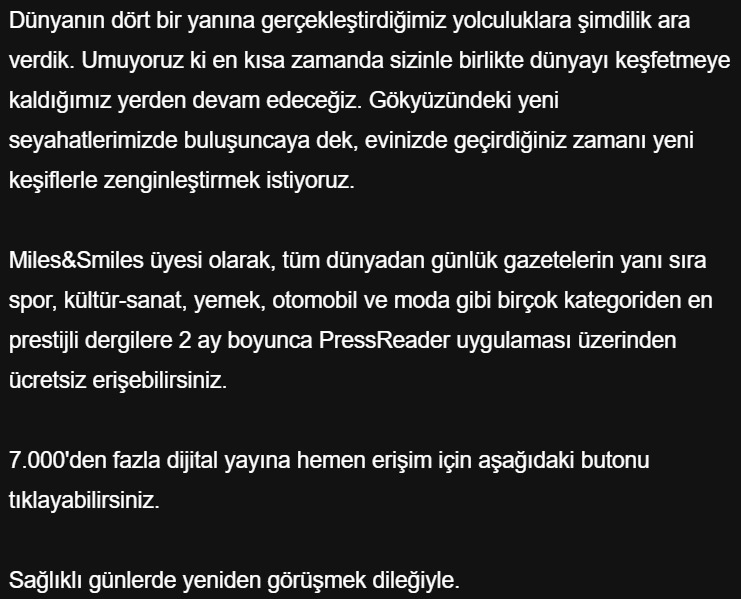 Dünyanın dört bir yanına gerçekleştirdiğimiz yolculuklara şimdilik ara
verdik. Umuyoruz ki en kısa zamanda sizinle birlikte dünyayı keşfetmeye
kaldığımız yerden devam edeceğiz. Gökyüzündeki yeni
seyahatlerimizde buluşuncaya dek, evinizde geçirdiğiniz zamanı yeni
keşiflerle zenginleştirmek istiyoruz.
Miles&Smiles üyesi olarak, tüm dünyadan günlük gazetelerin yanı sıra
spor, kültür-sanat, yemek, otomobil ve moda gibi birçok kategoriden en
prestijli dergilere 2 ay boyunca PressReader uygulaması üzerinden
ücretsiz erişebilirsiniz.
7.000'den fazla dijital yayına hemen erişim için aşağıdaki butonu
tıklayabilirsiniz.
Sağlıklı günlerde yeniden görüşmek dileğiyle.